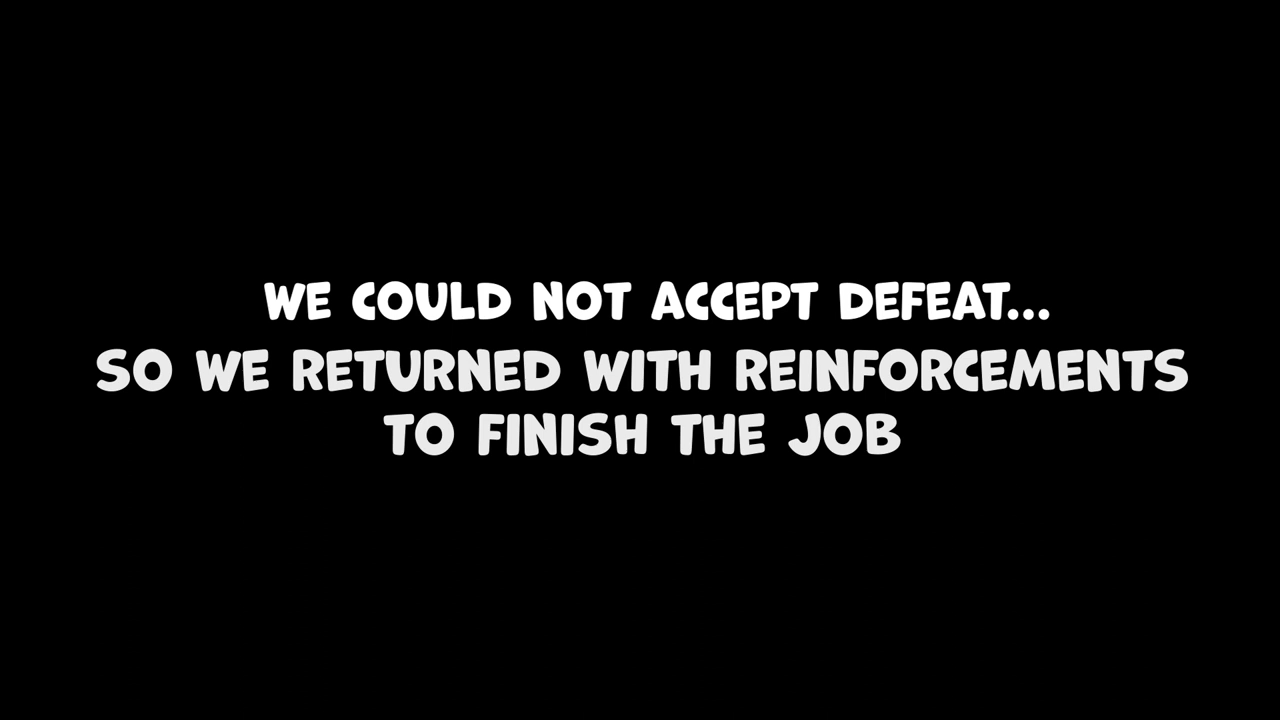 WE COULD NOT ACCEPT DEFEAT...
SO WE RETURNED WITH REINFORCEMENTS
TO FINISH THE JOB